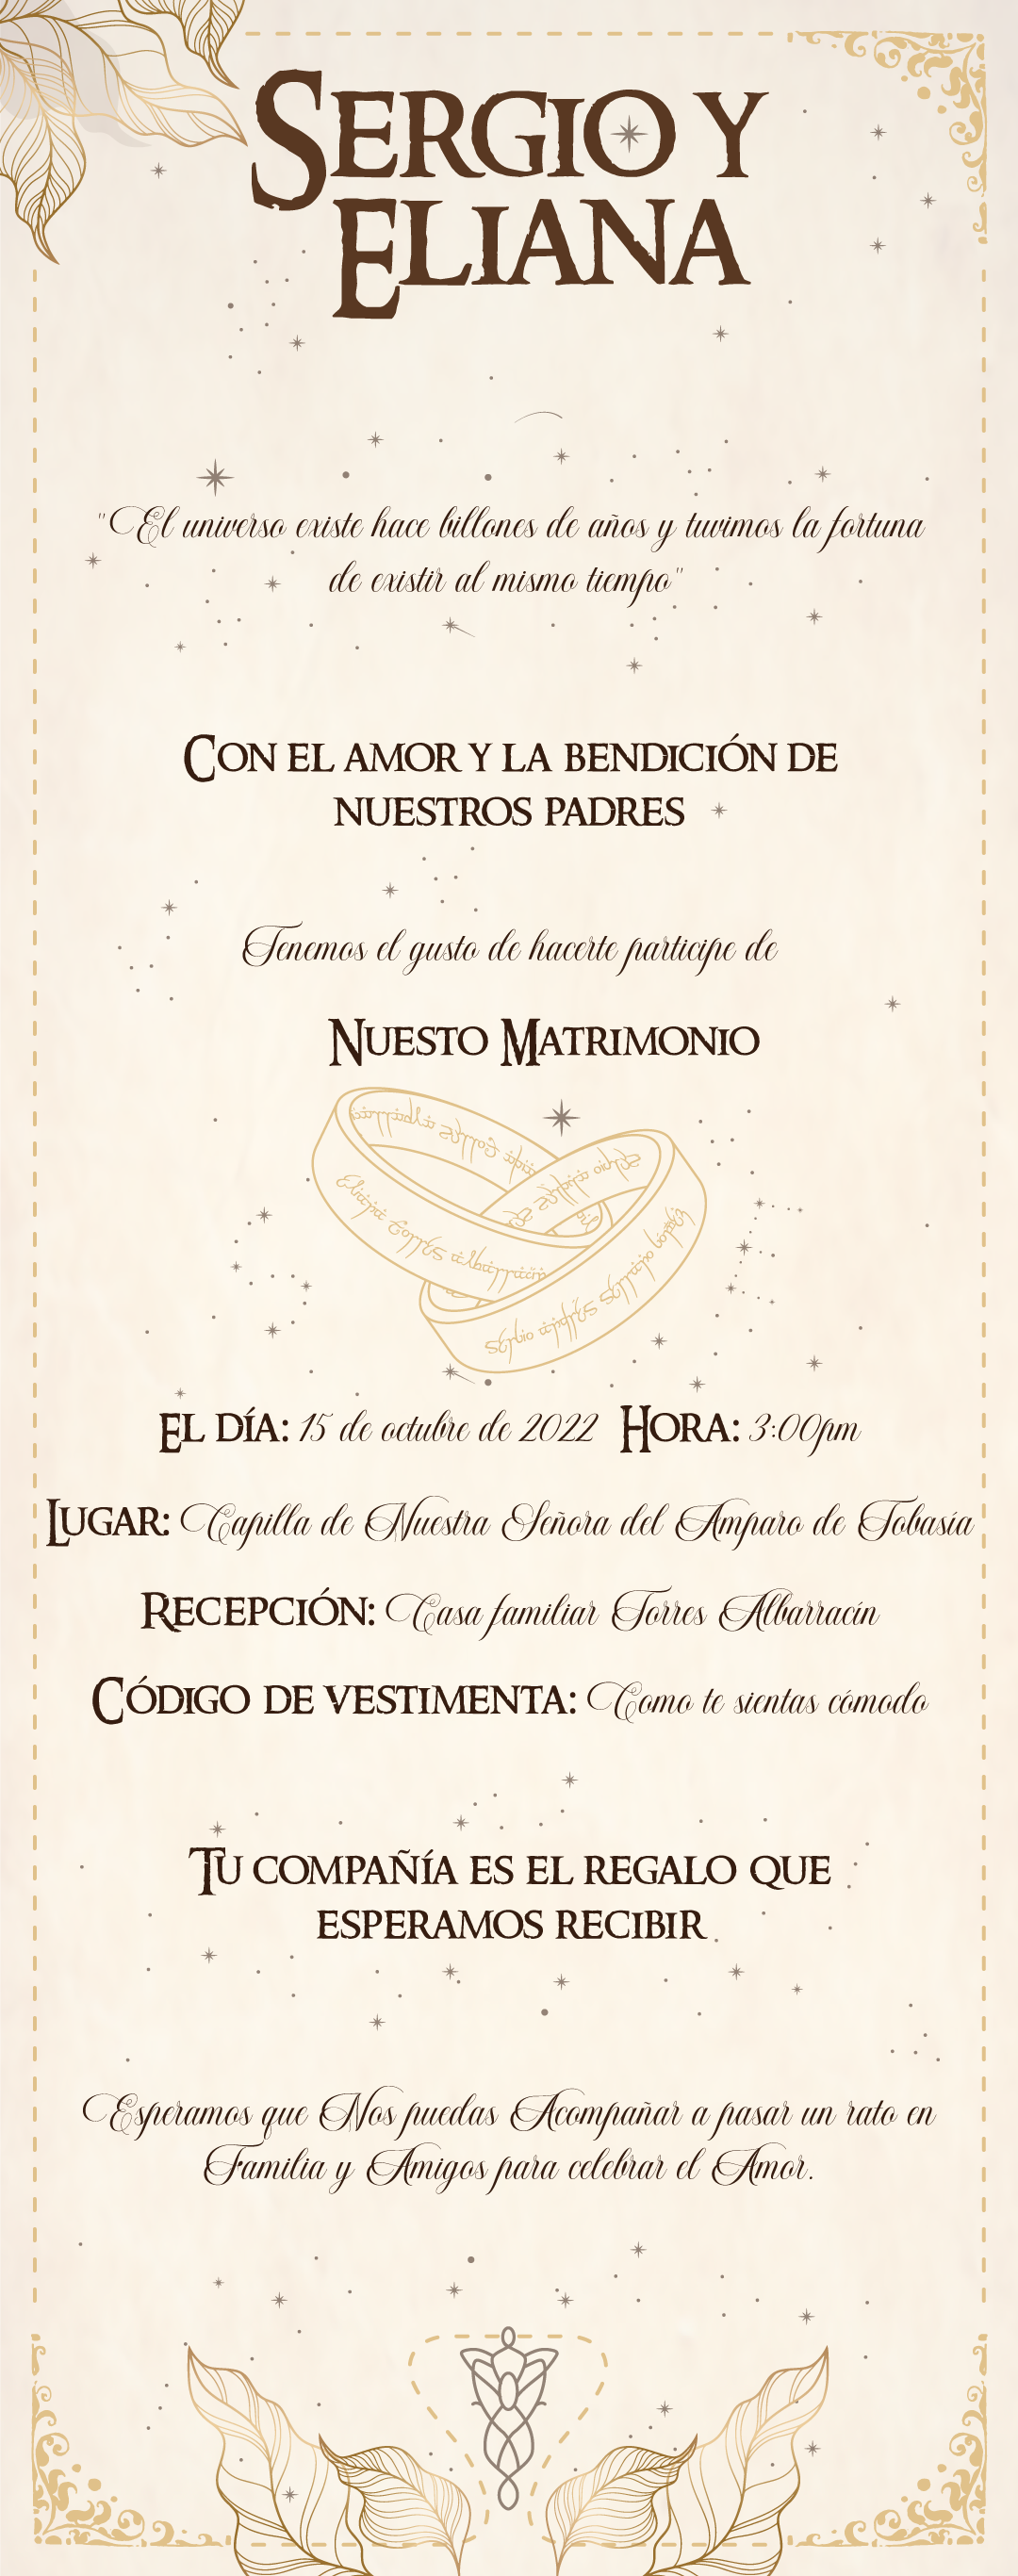 Sergio y
Eliana
"El universo existe hace billones de años y tuvimos la fortuna
de existir al mismo tiempo"
Con el amor y la bendición de
nuestros padres
Tenemos el gusto de hacerte participe de
Nuesto Matrimonio
El día: 15 de octubre de 2022 Hora: 3:00pm
Lugar: Capilla de Nuestra Señora del Amparo de Tobasía
Recepción: Casa familiar Torres Albarracín
Código de vestimenta: Como te sientas cómodo
Tu compañía es el regalo que
esperamos recibir
Esperamos que Nos puedas Acompañar a pasar un rato en
Familia y Amigos para celebrar el Amor.